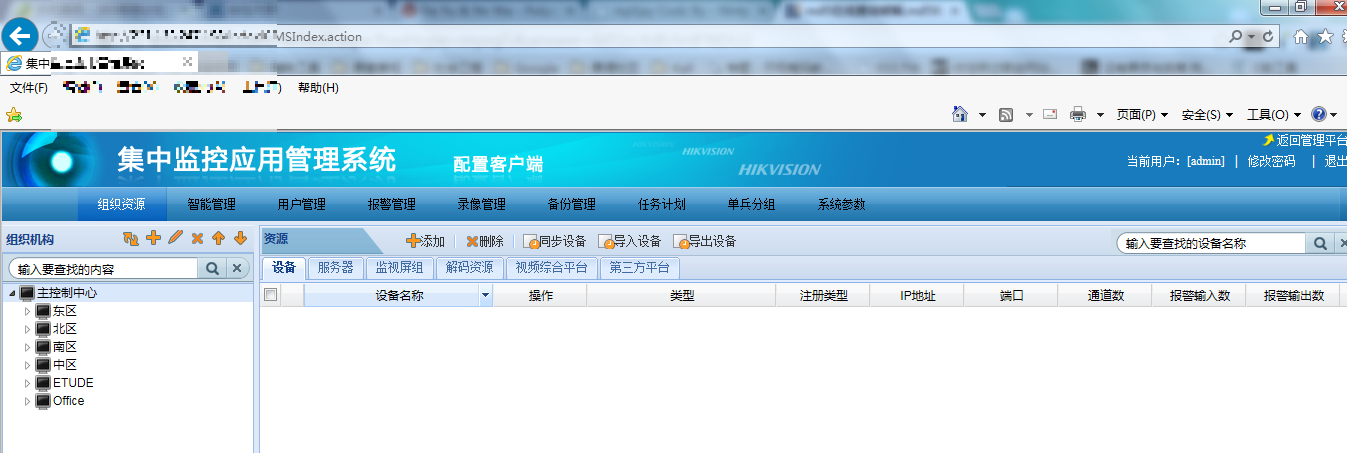 MSIndex.action
集中
文件(F) 帮助(H)
页面(P) 安全(S) 工具(O)
返回管理平台
集中监控应用管理系统 配置客户端 HIKVISION HIKVISION
当前用户：[admin] | 修改密码 | 退出
组织资源 智能管理 用户管理 报警管理 录像管理 备份管理 任务计划 单兵分组 系统参数
组织机构
资源 添加 删除 同步设备 导入设备 导出设备 输入要查找的设备名称
输入要查找的内容
设备 服务器 监视屏组 解码资源 视频综合平台 第三方平台
设备名称 操作 类型 注册类型 IP地址 端口 通道数 报警输入数 报警输出数
主控制中心
东区
北区
南区
中区
ETUDE
Office